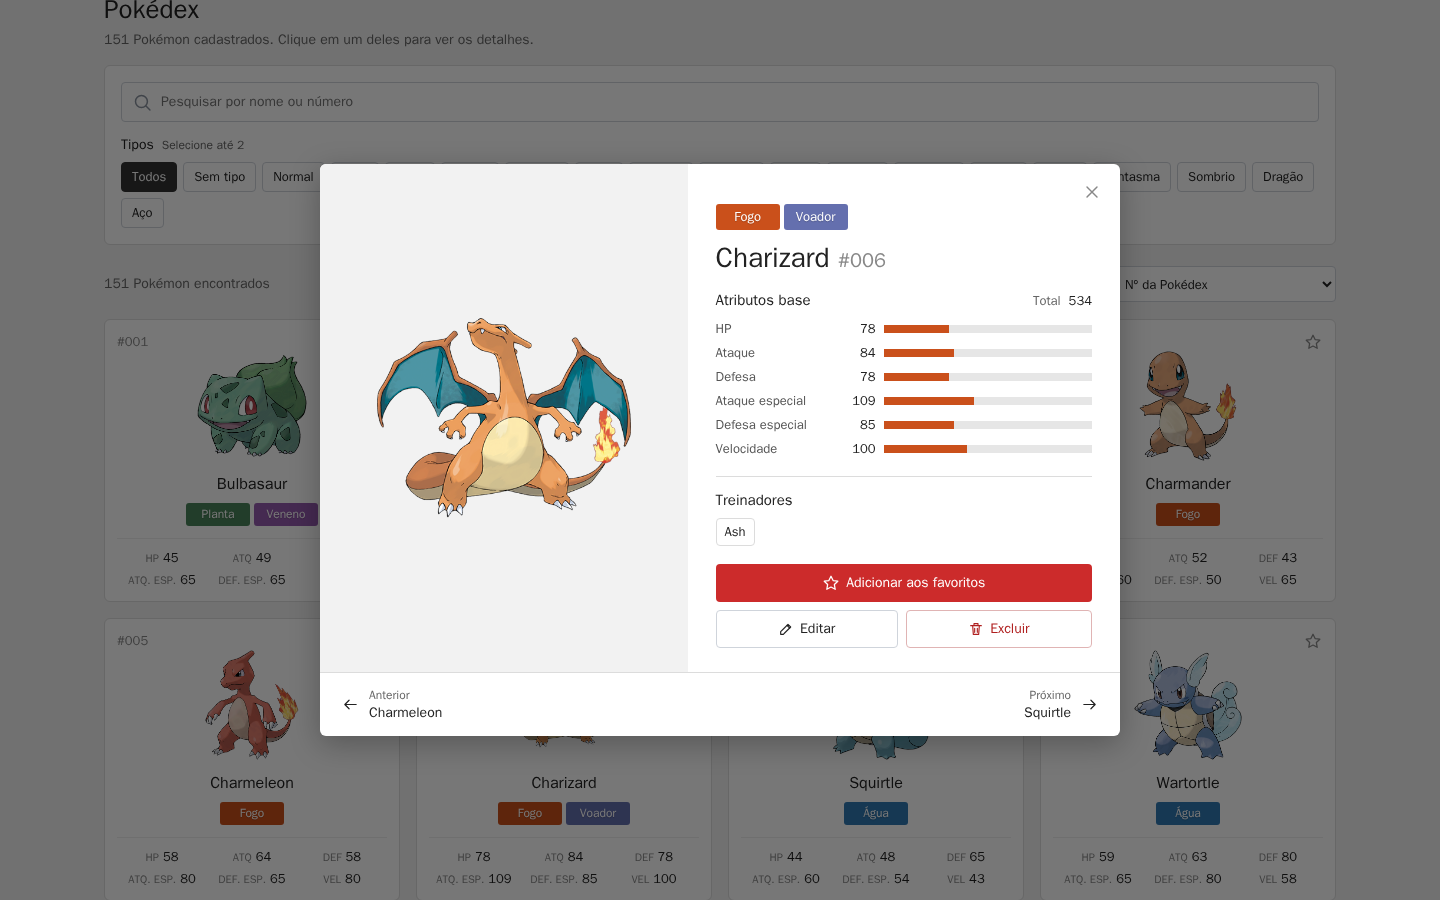 Pokédex
151 Pokémon cadastrados. Clique em um deles para ver os detalhes.
Pesquisar por nome ou número
Tipos Selecione até 2
Todos Sem tipo Normal ntasma Sombrio Dragão
Aço
151 Pokémon encontrados
Nº da Pokédex
#001
Bulbasaur
Planta Veneno
HP 45 ATQ 49
ATQ. ESP. 65 DEF. ESP. 65
Charmander
Fogo
ATQ 52 DEF 43
60 DEF. ESP. 50 VEL 65
Fogo Voador
Charizard #006
Atributos base Total 534
HP 78
Ataque 84
Defesa 78
Ataque especial 109
Defesa especial 85
Velocidade 100
Treinadores
Ash
Adicionar aos favoritos
Editar Excluir
Anterior
Charmeleon
Próximo
Squirtle
#005
Charmeleon
Fogo
HP 58 ATQ 64 DEF 58
ATQ. ESP. 80 DEF. ESP. 65 VEL 80
Charizard
Fogo Voador
HP 78 ATQ 84 DEF 78
ATQ. ESP. 109 DEF. ESP. 85 VEL 100
Squirtle
Água
HP 44 ATQ 48 DEF 65
ATQ. ESP. 60 DEF. ESP. 54 VEL 43
Wartortle
Água
HP 59 ATQ 63 DEF 80
ATQ. ESP. 65 DEF. ESP. 80 VEL 58